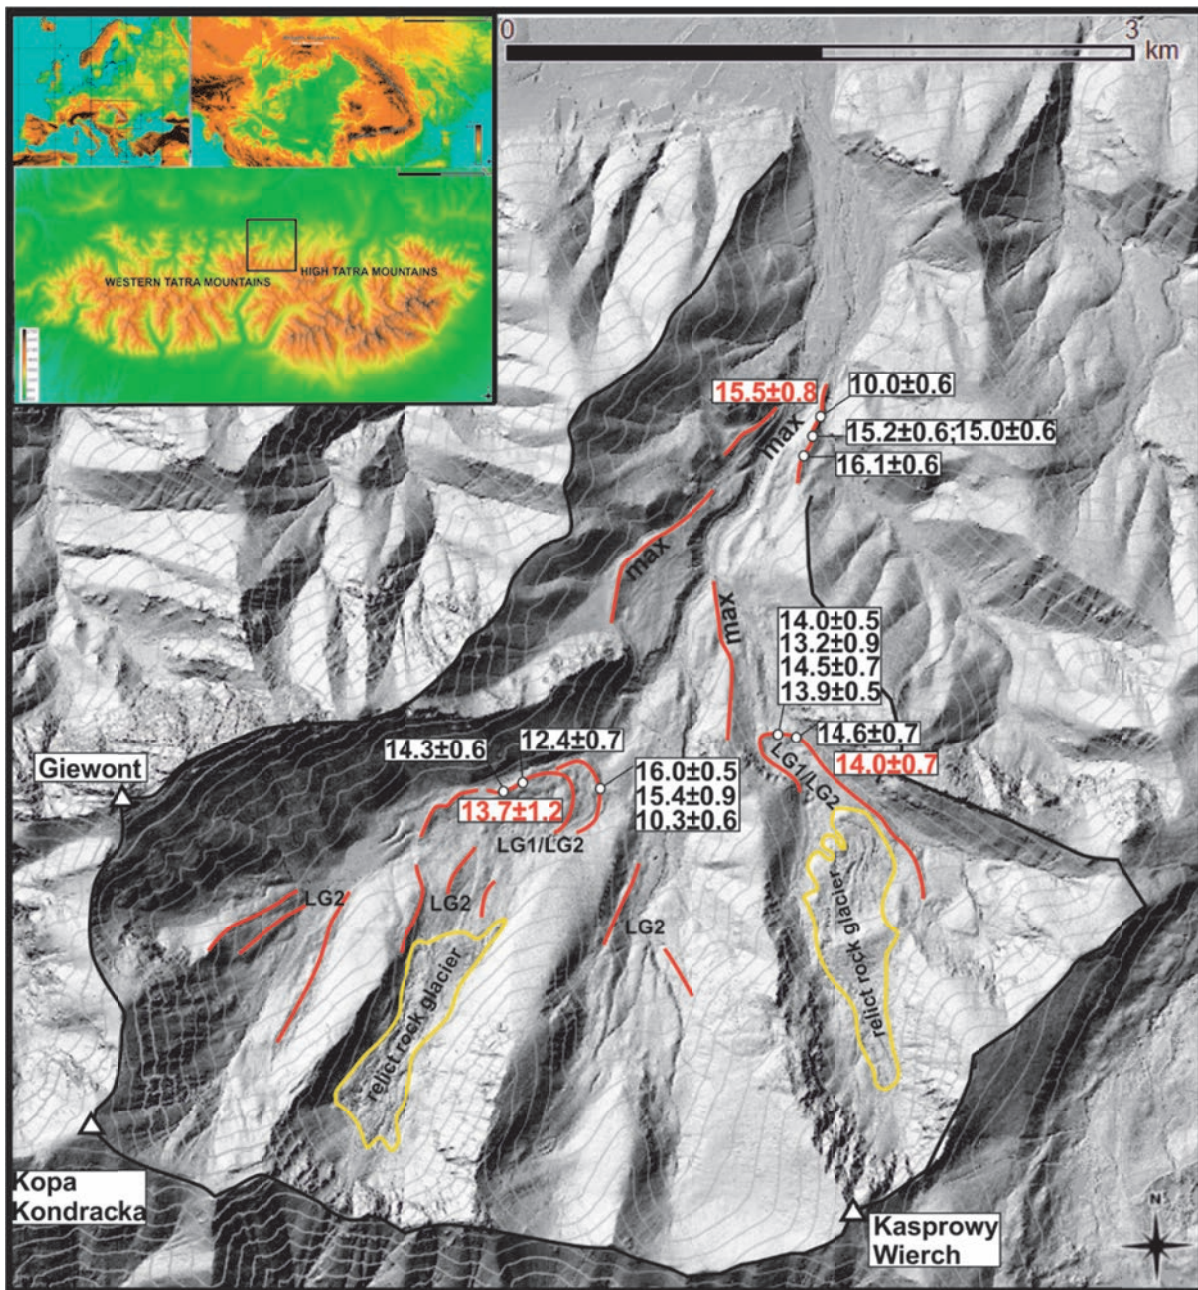 0 3
km
WESTERN TATRA MOUNTAINS
HIGH TATRA MOUNTAINS
15.5±0.8
10.0±0.6
max
15.2±0.6;15.0±0.6
16.1±0.6
max
max
14.0±0.5
13.2±0.9
14.5±0.7
13.9±0.5
14.6±0.7
14.0±0.7
LG1/LG2
14.3±0.6
12.4±0.7
13.7±1.2
16.0±0.5
15.4±0.9
10.3±0.6
LG1/LG2
Giewont
LG2
LG2
LG2
relict rock glacier
relict rock glacier
Kopa
Kondracka
Kasprowy
Wierch
N